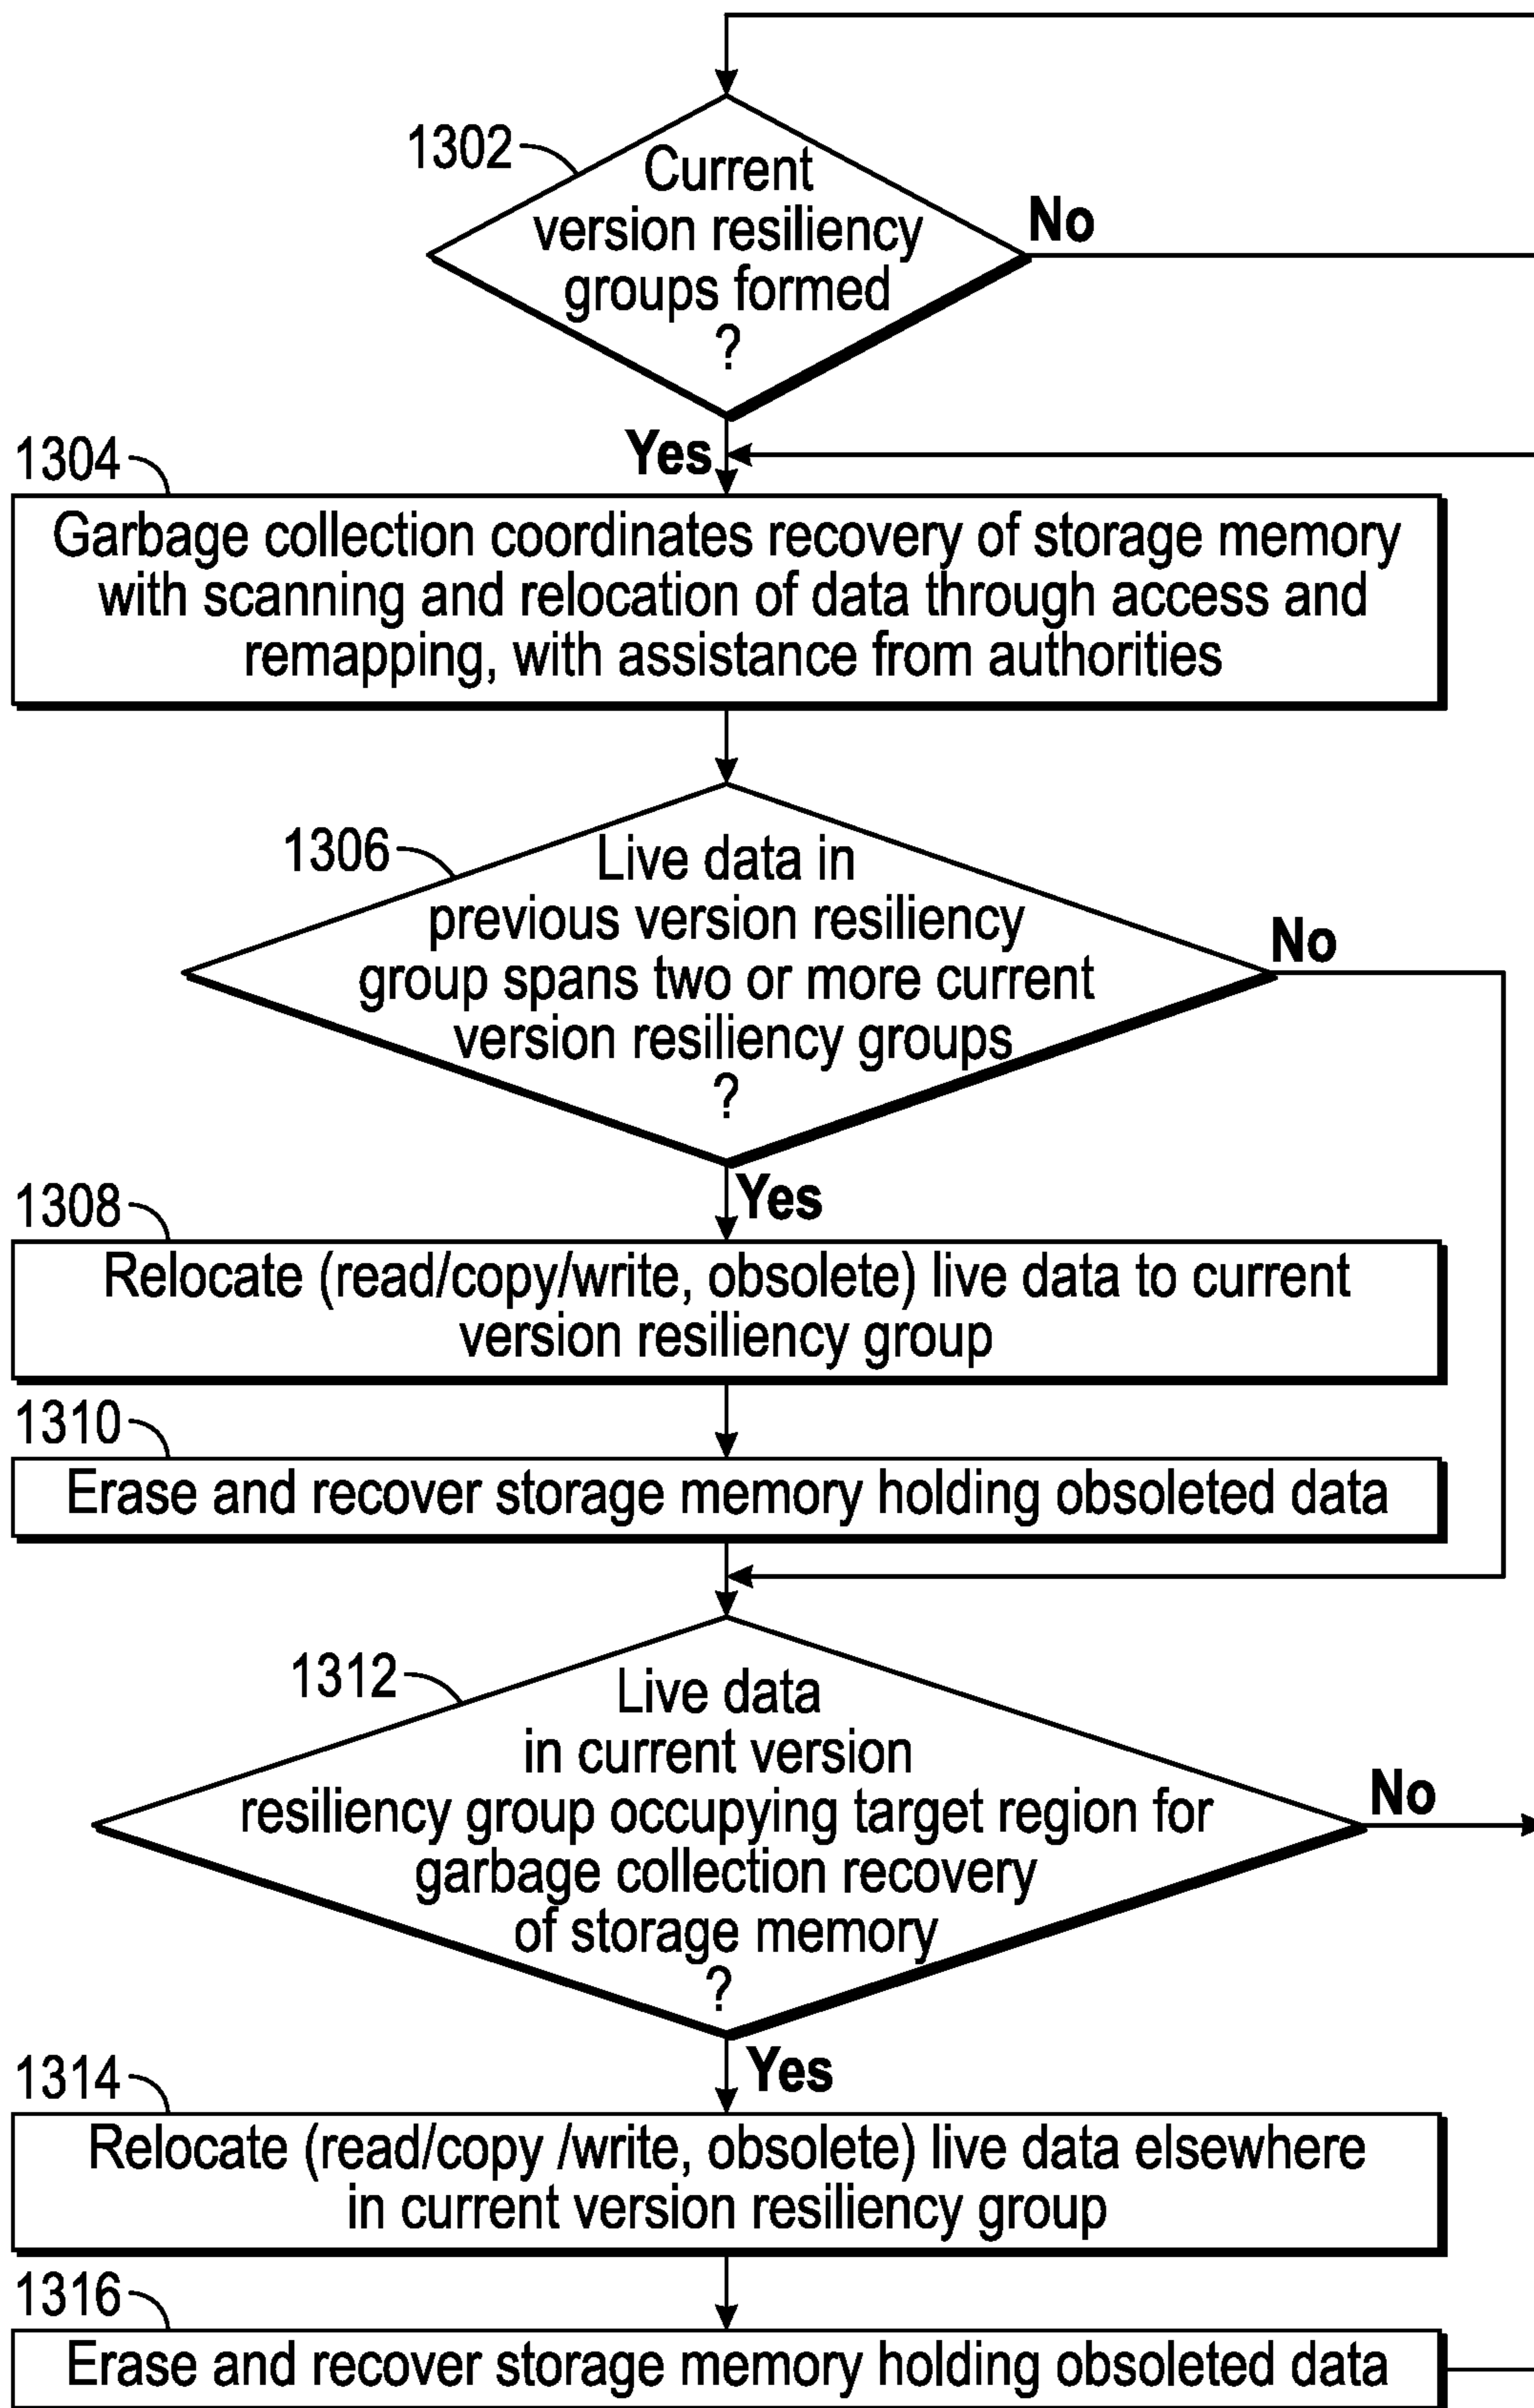 1302
Current
version resiliency
groups formed
?
No
Yes
1304
Garbage collection coordinates recovery of storage memory
with scanning and relocation of data through access and
remapping, with assistance from authorities
1306
Live data in
previous version resiliency
group spans two or more current
version resiliency groups
?
No
Yes
1308
Relocate (read/copy/write, obsolete) live data to current
version resiliency group
1310
Erase and recover storage memory holding obsoleted data
1312
Live data
in current version
resiliency group occupying target region for
garbage collection recovery
of storage memory
?
No
Yes
1314
Relocate (read/copy /write, obsolete) live data elsewhere
in current version resiliency group
1316
Erase and recover storage memory holding obsoleted data